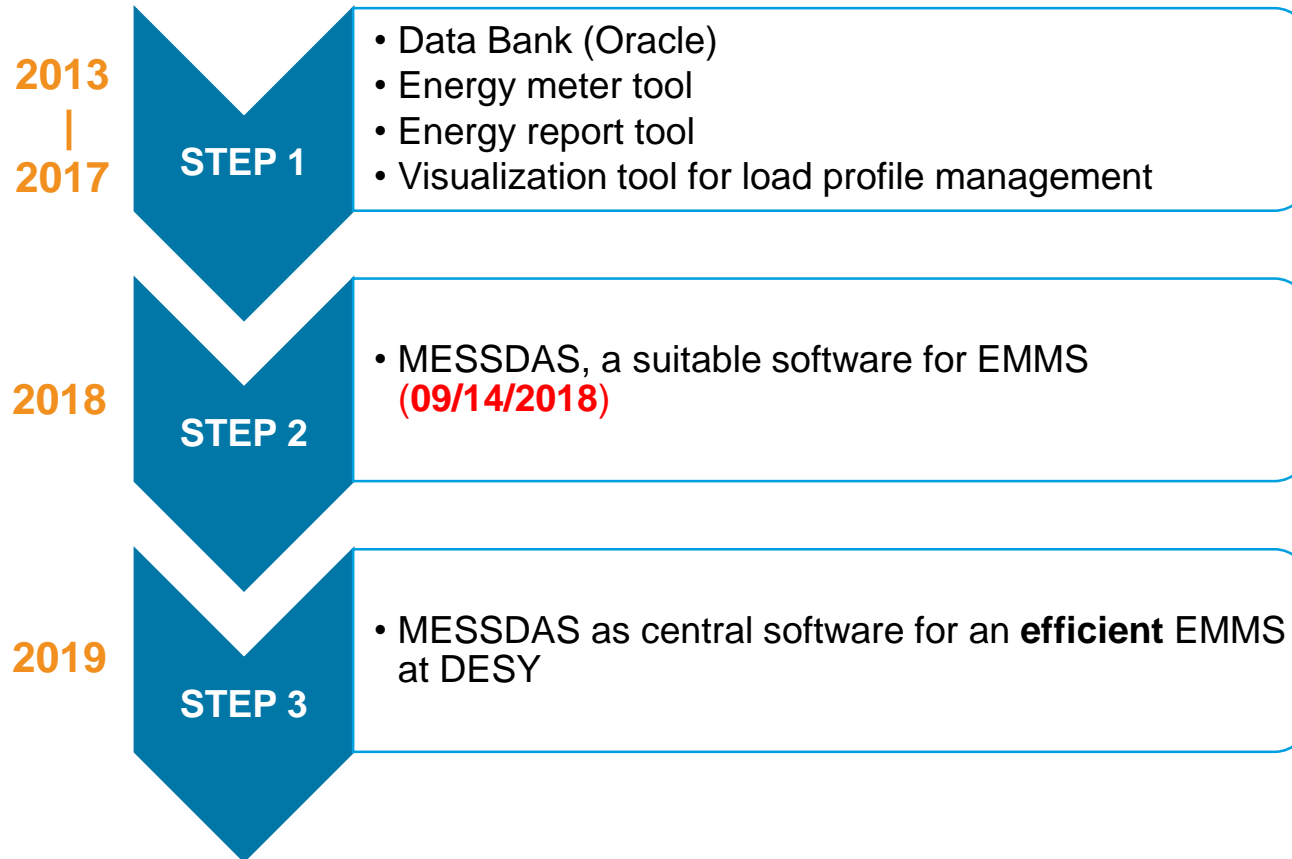 2013
|
2017
STEP 1
• Data Bank (Oracle)
• Energy meter tool
• Energy report tool
• Visualization tool for load profile management
2018
STEP 2
• MESSDAS, a suitable software for EMMS
(09/14/2018)
2019
STEP 3
• MESSDAS as central software for an efficient EMMS
at DESY